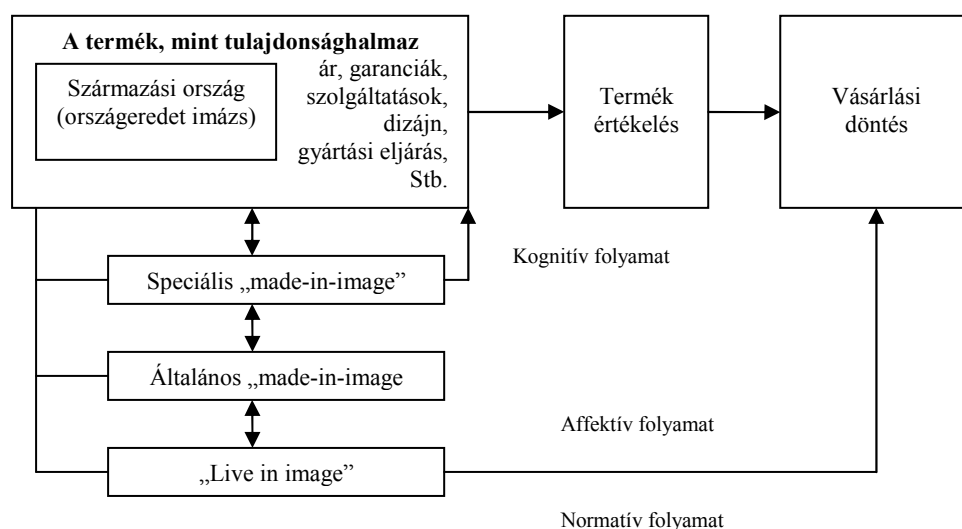 A termék, mint tulajdonsághalmaz
Származási ország
(országeredet imázs)
ár, garanciák,
szolgáltatások,
dizájn,
gyártási eljárás,
Stb.
Termék
értékelés
Vásárlási
döntés
Kognitív folyamat
Speciális „made-in-image”
Általános „made-in-image
Affektív folyamat
„Live in image”
Normatív folyamat